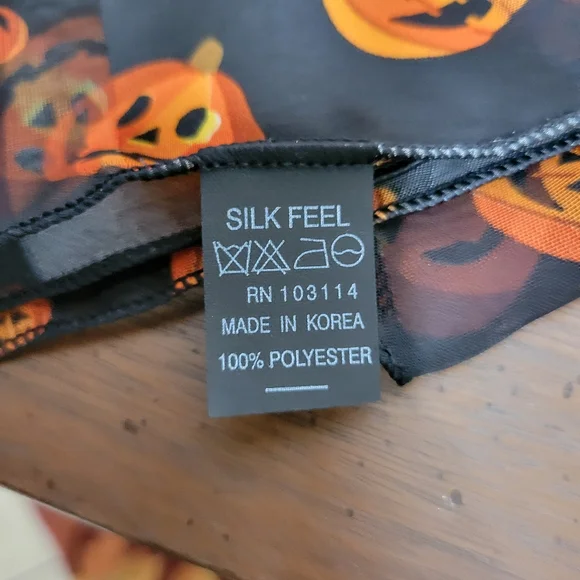 SILK FEEL
RN 103114
MADE IN KOREA
100% POLYESTER